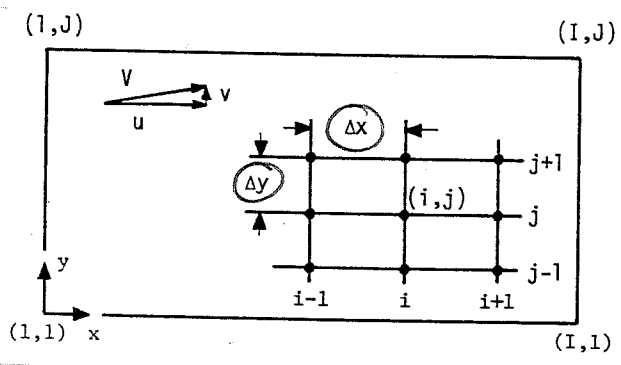 (1,J) (I,J)
V
v
u
Δx
Δy
j+1
(i,j)
j
j-1
i-1 i i+1
y
(1,1) x
(I,1)